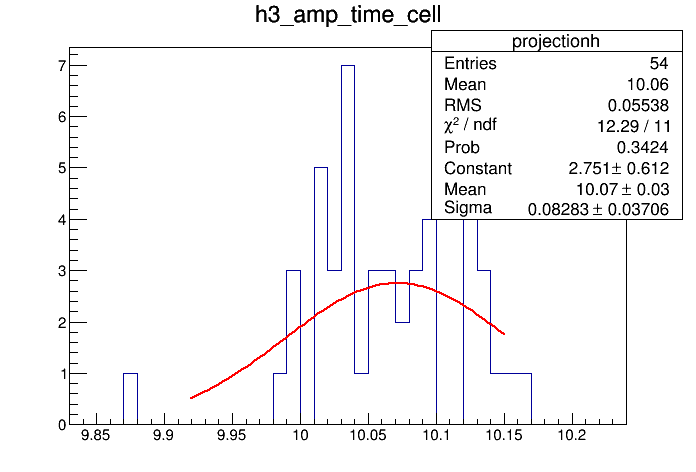 h3_amp_time_cell
projectionh
Entries 54
Mean 10.06
RMS 0.05538
χ² / ndf 12.29 / 11
Prob 0.3424
Constant 2.751± 0.612
Mean 10.07 ± 0.03
Sigma 0.08283 ± 0.03706
7
6
5
4
3
2
1
0
9.85 9.9 9.95 10 10.05 10.1 10.15 10.2